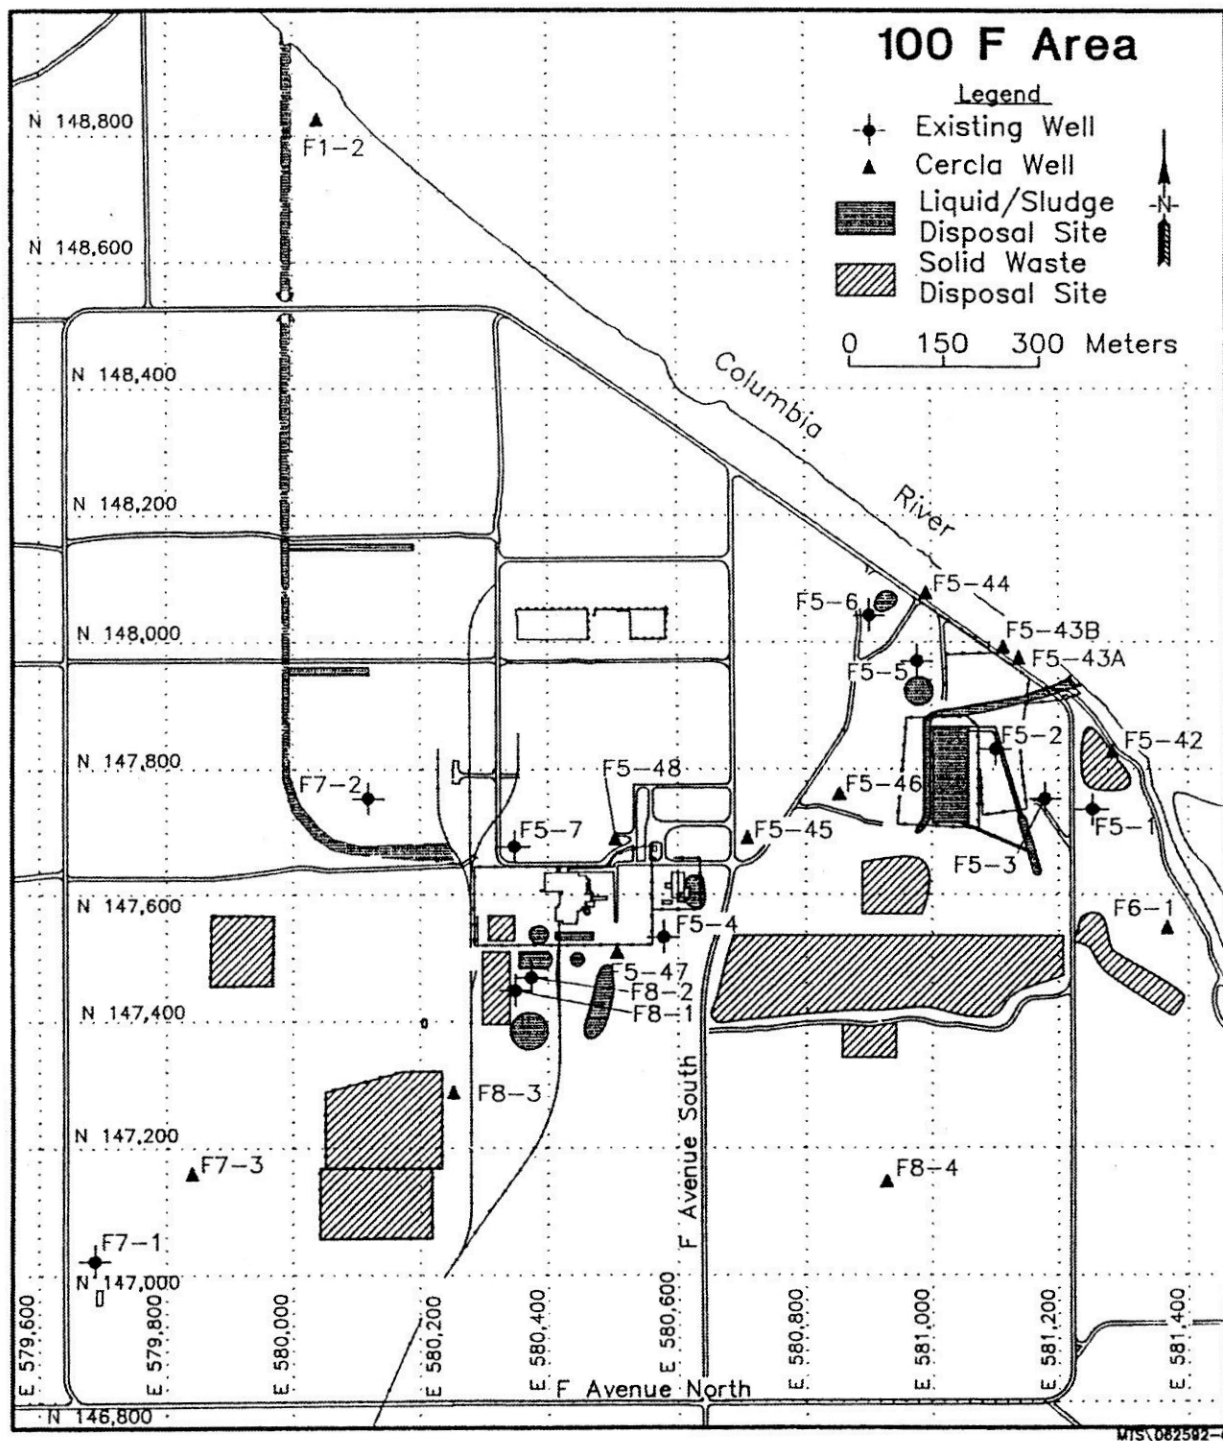 100 F Area
Legend
Existing Well
Cercla Well
Liquid/Sludge
Disposal Site
Solid Waste
Disposal Site
-N-
0 150 300 Meters
N 148,800
F1-2
N 148,600
N 148,400
Columbia
River
N 148,200
F5-44
F5-6
N 148,000
F5-43B
F5-43A
F5-5
F5-2
F5-42
N 147,800
F7-2
F5-48
F5-46
F5-7
F5-45
F5-1
F5-3
N 147,600
F5-4
F6-1
F5-47
F8-2
F8-1
N 147,400
F8-3
F Avenue South
N 147,200
F7-3
F8-4
F7-1
N 147,000
E 579,600
E 579,800
E 580,000
E 580,200
E 580,400
E 580,600
E 580,800
E 581,000
E 581,200
E 581,400
F Avenue North
N 146,800